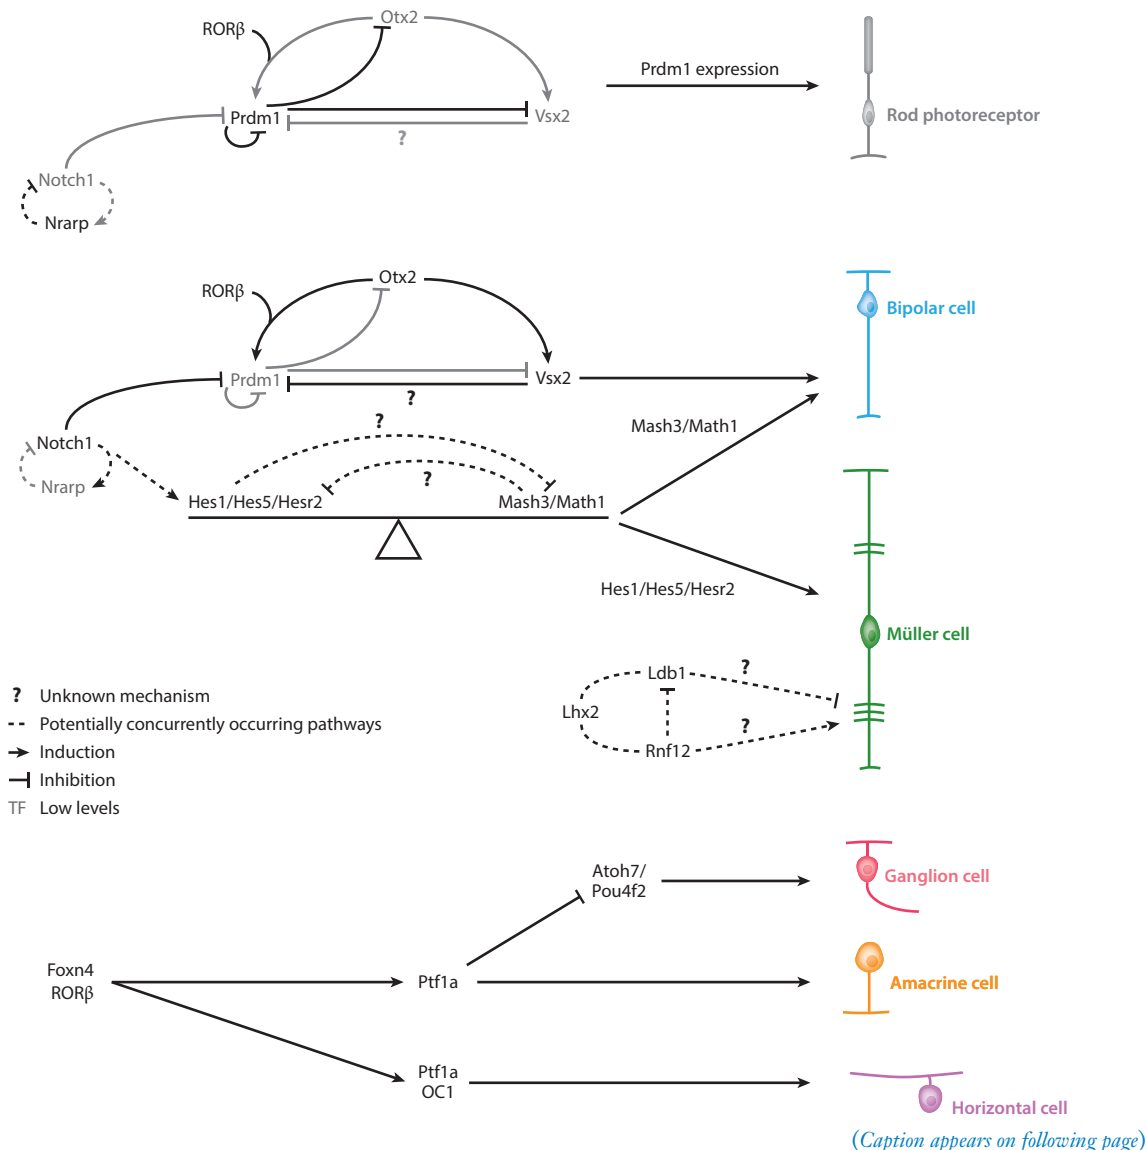 Otx2
RORβ
Prdm1 expression
Prdm1
Vsx2
?
Rod photoreceptor
Notch1
Nrarp
Otx2
RORβ
Bipolar cell
Prdm1
Vsx2
?
?
Mash3/Math1
Notch1
?
Nrarp
Hes1/Hes5/Hesr2
Mash3/Math1
Hes1/Hes5/Hesr2
Müller cell
Ldb1
?
Lhx2
?
Rnf12
? Unknown mechanism
Potentially concurrently occurring pathways
Induction
Inhibition
TF Low levels
Atoh7/
Pou4f2
Ganglion cell
Foxn4
RORβ
Ptf1a
Amacrine cell
Ptf1a
OC1
Horizontal cell
(Caption appears on following page)